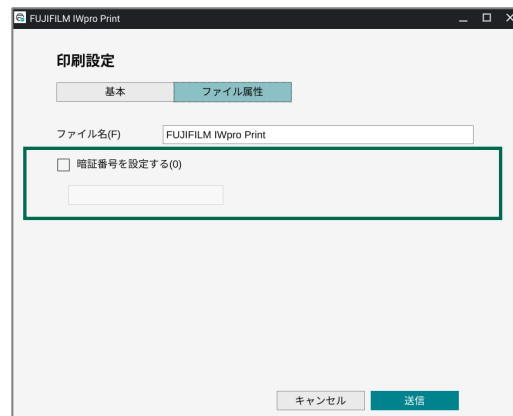 FUJIFILM IWpro Print
印刷設定
基本 ファイル属性
ファイル名(F) FUJIFILM IWpro Print
暗証番号を設定する(0)
キャンセル 送信